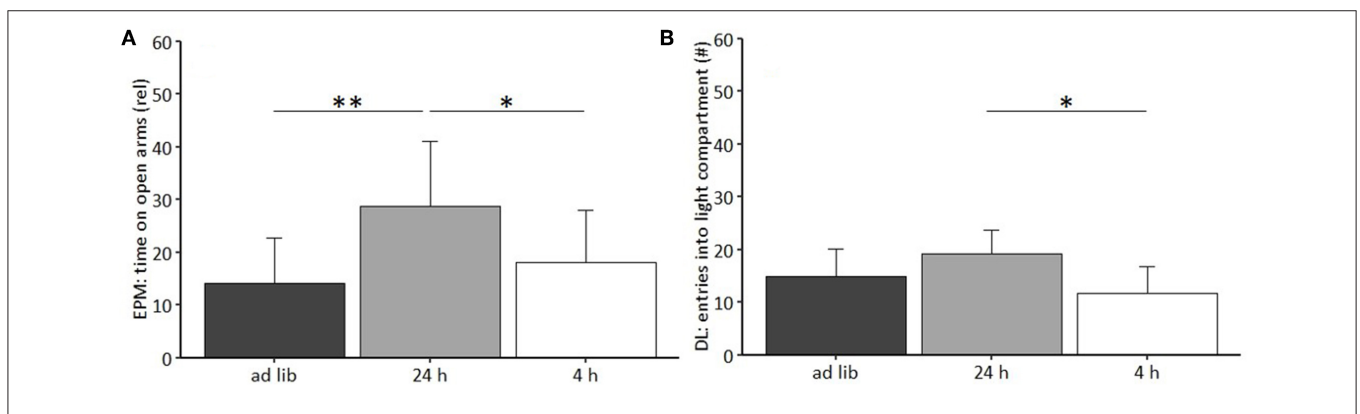 A
EPM: time on open arms (rel)
60
50
40
30
20
10
0
** *
ad lib 24 h 4 h
B
DL: entries into light compartment (#)
60
50
40
30
20
10
0
*
ad lib 24 h 4 h